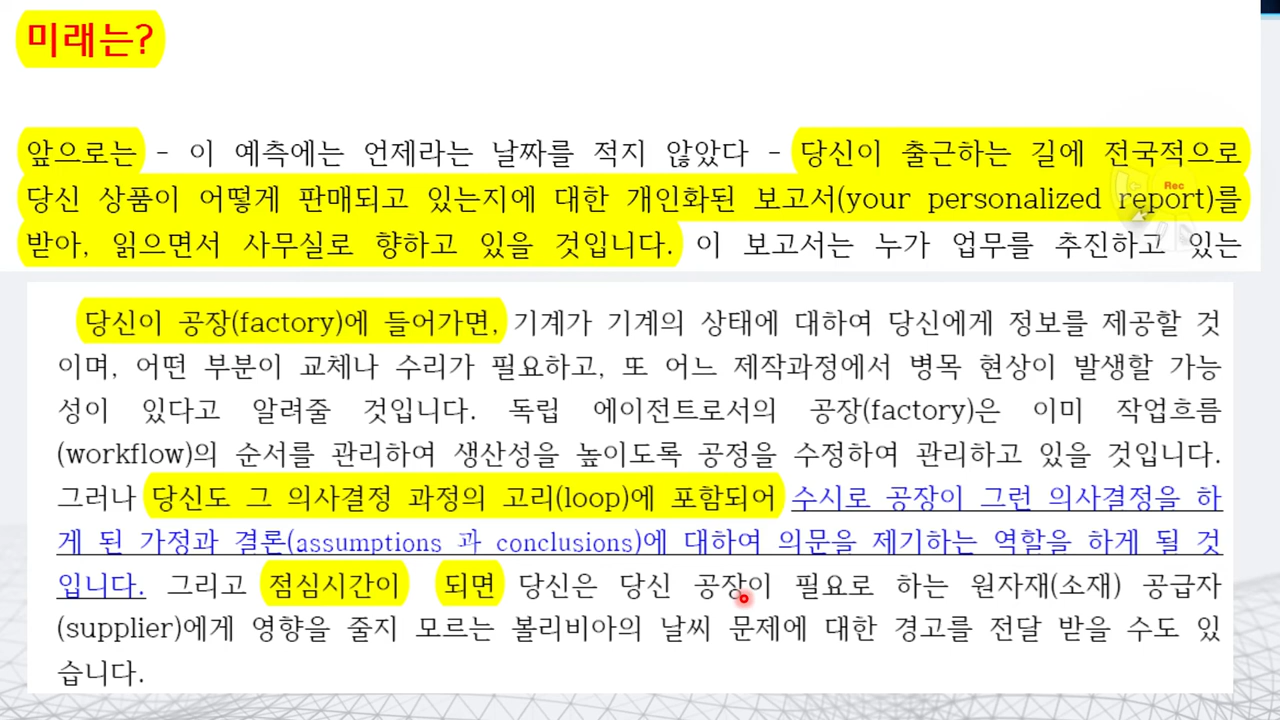 미래는?
앞으로는 - 이 예측에는 언제라는 날짜를 적지 않았다 - 당신이 출근하는 길에 전국적으로
당신 상품이 어떻게 판매되고 있는지에 대한 개인화된 보고서(your personalized report)를
받아, 읽으면서 사무실로 향하고 있을 것입니다. 이 보고서는 누가 업무를 추진하고 있는
Rec
당신이 공장(factory)에 들어가면, 기계가 기계의 상태에 대하여 당신에게 정보를 제공할 것
이며, 어떤 부분이 교체나 수리가 필요하고, 또 어느 제작과정에서 병목 현상이 발생할 가능
성이 있다고 알려줄 것입니다. 독립 에이전트로서의 공장(factory)은 이미 작업흐름
(workflow)의 순서를 관리하여 생산성을 높이도록 공정을 수정하여 관리하고 있을 것입니다.
그러나 당신도 그 의사결정 과정의 고리(loop)에 포함되어 수시로 공장이 그런 의사결정을 하
게 된 가정과 결론(assumptions 과 conclusions)에 대하여 의문을 제기하는 역할을 하게 될 것
입니다. 그리고 점심시간이 되면 당신은 당신 공장이 필요로 하는 원자재(소재) 공급자
(supplier)에게 영향을 줄지 모르는 볼리비아의 날씨 문제에 대한 경고를 전달 받을 수도 있
습니다.